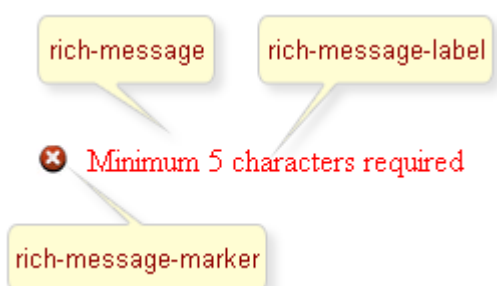 rich-message
rich-message-label
Minimum 5 characters required
rich-message-marker